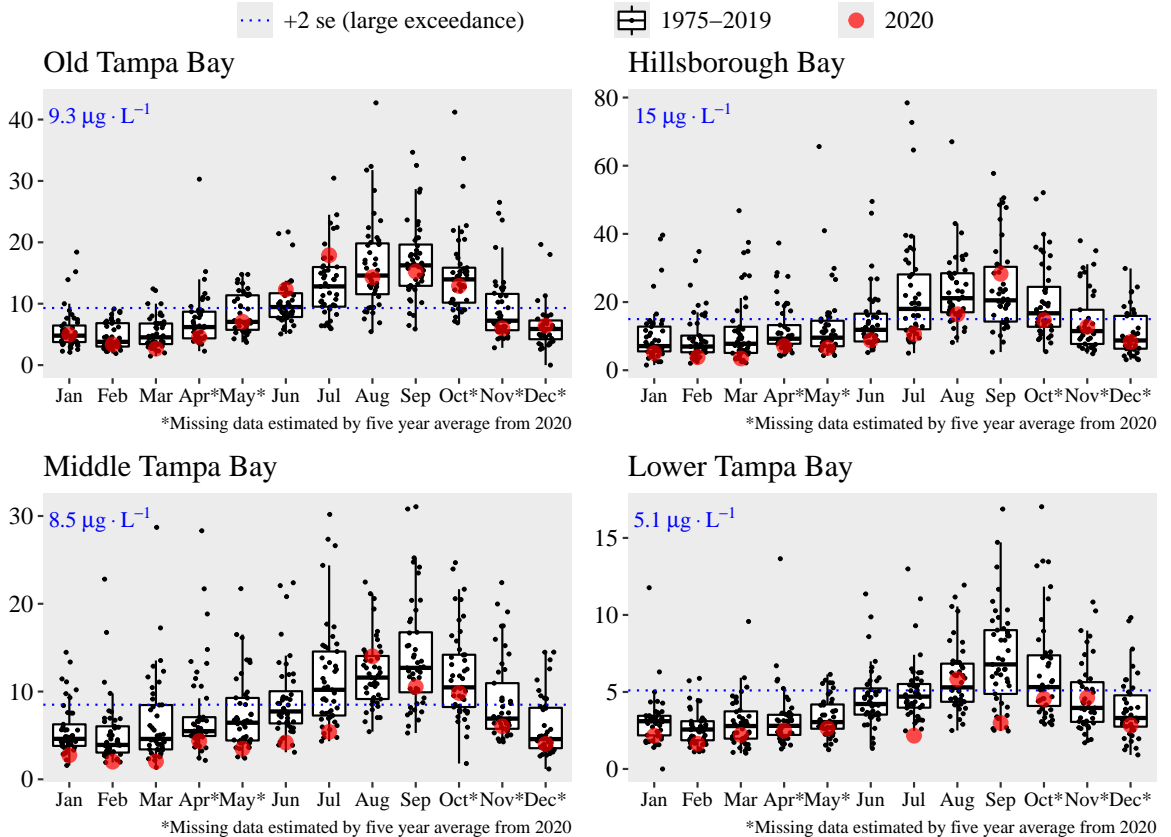 +2 se (large exceedance) 1975−2019 2020
Old Tampa Bay
9.3 μg · L−1
40
30
20
10
0
Jan Feb Mar Apr* May* Jun Jul Aug Sep Oct* Nov* Dec*
*Missing data estimated by five year average from 2020
Hillsborough Bay
15 μg · L−1
80
60
40
20
0
Jan Feb Mar Apr* May* Jun Jul Aug Sep Oct* Nov* Dec*
*Missing data estimated by five year average from 2020
Middle Tampa Bay
8.5 μg · L−1
30
20
10
0
Jan Feb Mar Apr* May* Jun Jul Aug Sep Oct* Nov* Dec*
*Missing data estimated by five year average from 2020
Lower Tampa Bay
5.1 μg · L−1
15
10
5
0
Jan Feb Mar Apr* May* Jun Jul Aug Sep Oct* Nov* Dec*
*Missing data estimated by five year average from 2020